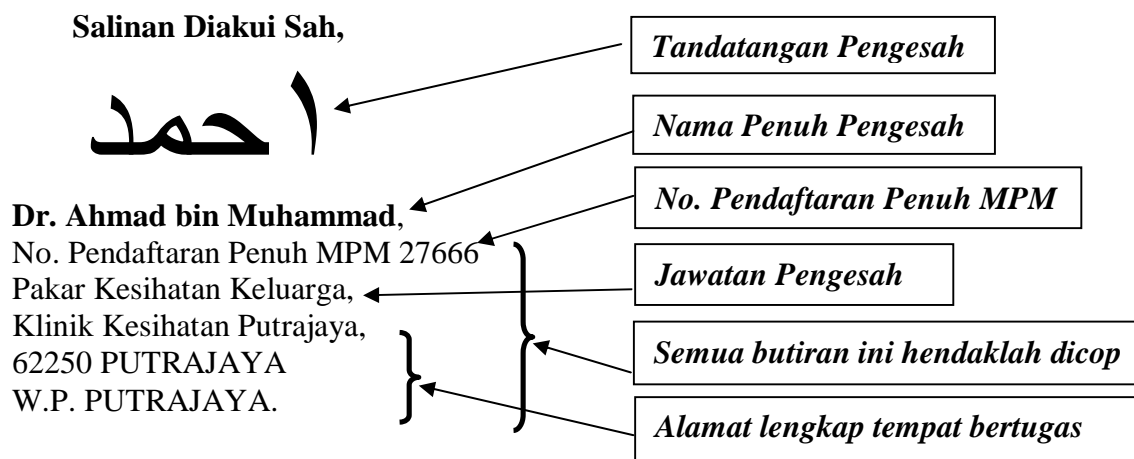 Salinan Diakui Sah,
احمد
Dr. Ahmad bin Muhammad,
No. Pendaftaran Penuh MPM 27666
Pakar Kesihatan Keluarga,
Klinik Kesihatan Putrajaya,
62250 PUTRAJAYA
W.P. PUTRAJAYA.
Tandatangan Pengesah
Nama Penuh Pengesah
No. Pendaftaran Penuh MPM
Jawatan Pengesah
Semua butiran ini hendaklah dicop
Alamat lengkap tempat bertugas